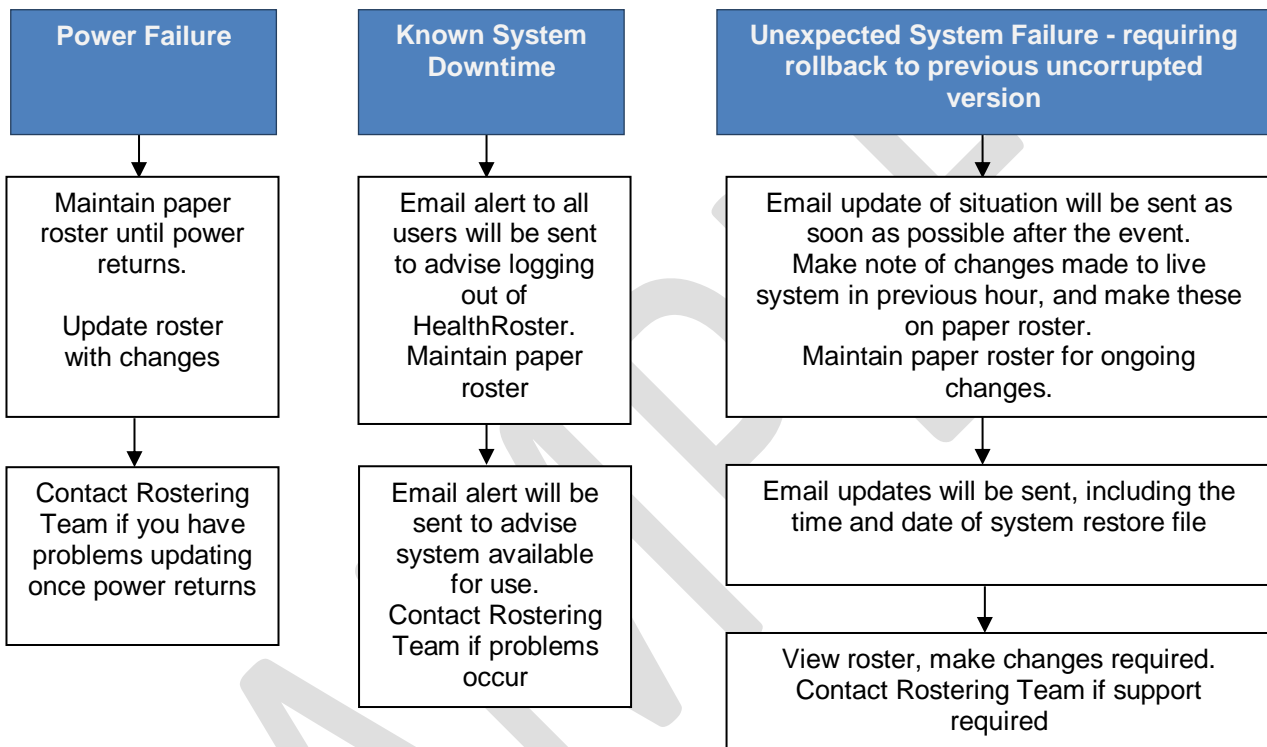 Power Failure
Maintain paper
roster until power
returns.
Update roster
with changes
Contact Rostering
Team if you have
problems updating
once power returns
Known System
Downtime
Email alert to all
users will be sent
to advise logging
out of
HealthRoster.
Maintain paper
roster
Email alert will be
sent to advise
system available
for use.
Contact Rostering
Team if problems
occur
Unexpected System Failure - requiring
rollback to previous uncorrupted
version
Email update of situation will be sent as
soon as possible after the event.
Make note of changes made to live
system in previous hour, and make these
on paper roster.
Maintain paper roster for ongoing
changes.
Email updates will be sent, including the
time and date of system restore file
View roster, make changes required.
Contact Rostering Team if support
required